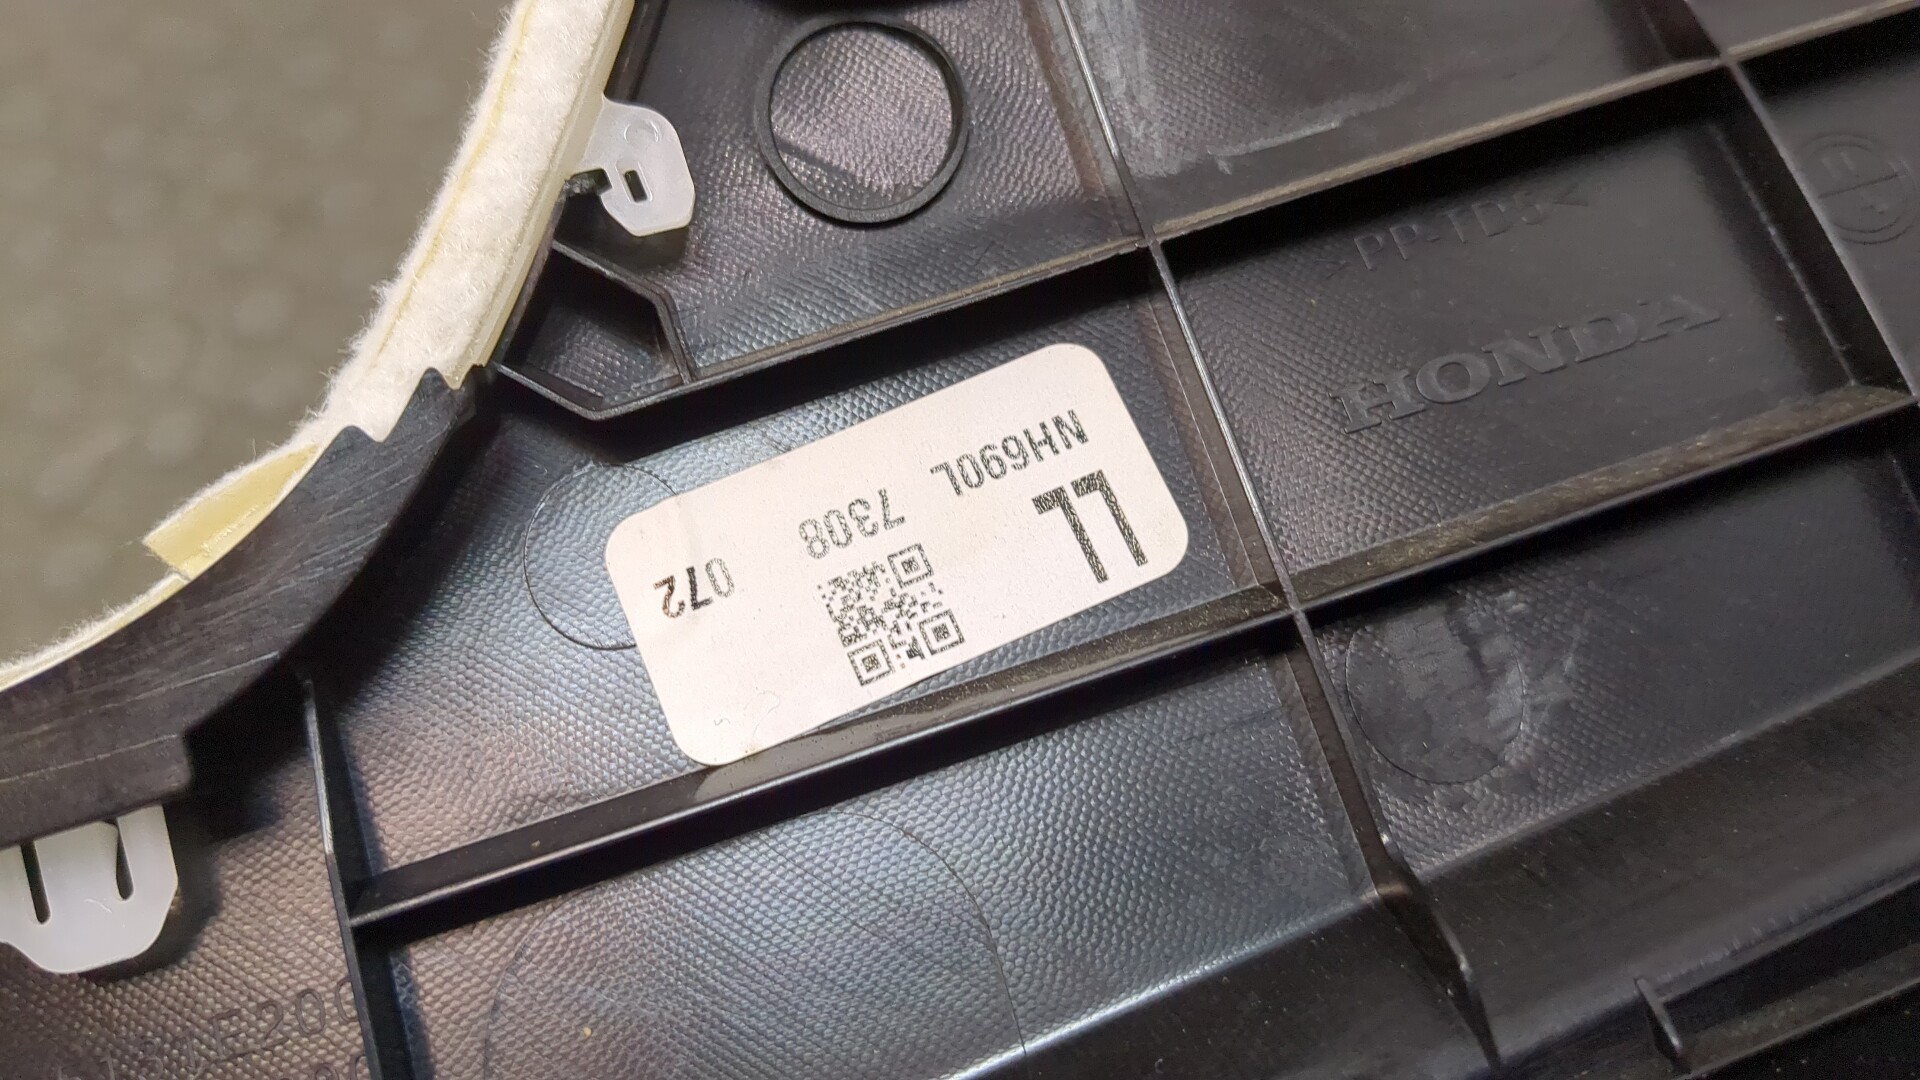 LL
NH690L 7308 072
>PP-TD5<
HONDA